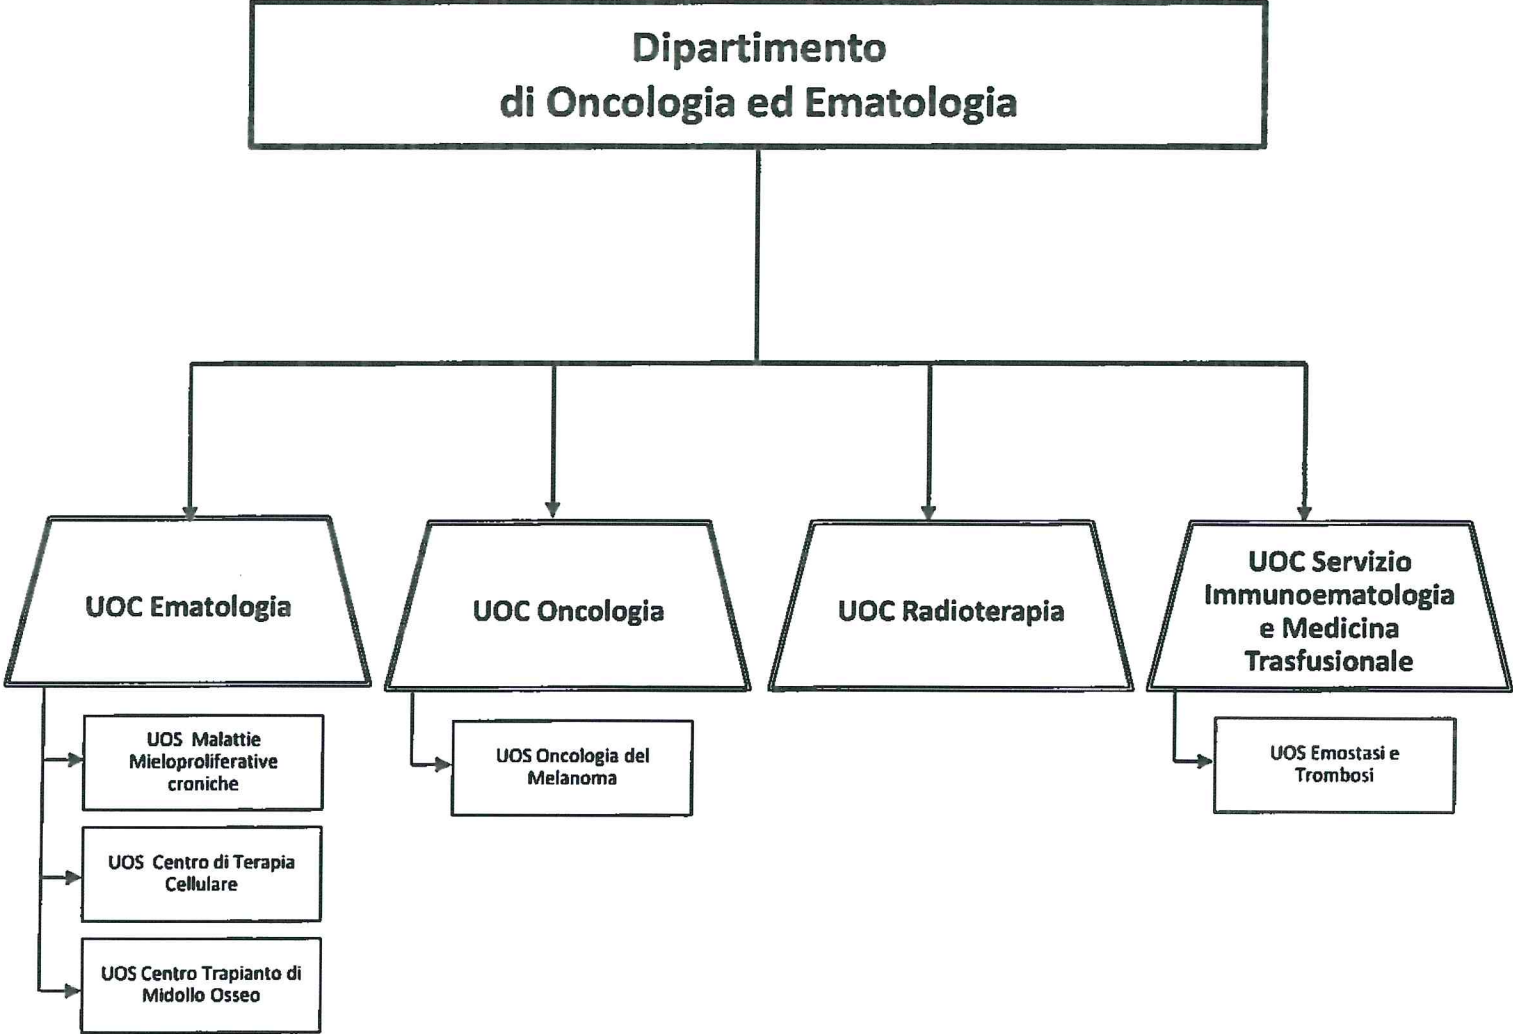 Dipartimento
di Oncologia ed Ematologia
UOC Ematologia
UOC Oncologia
UOC Radioterapia
UOC Servizio
Immunoematologia
e Medicina
Trasfusionale
UOS Malattie
Mieloproliferative
croniche
UOS Oncologia del
Melanoma
UOS Emostasi e
Trombosi
UOS Centro di Terapia
Cellulare
UOS Centro Trapianto di
Midollo Osseo